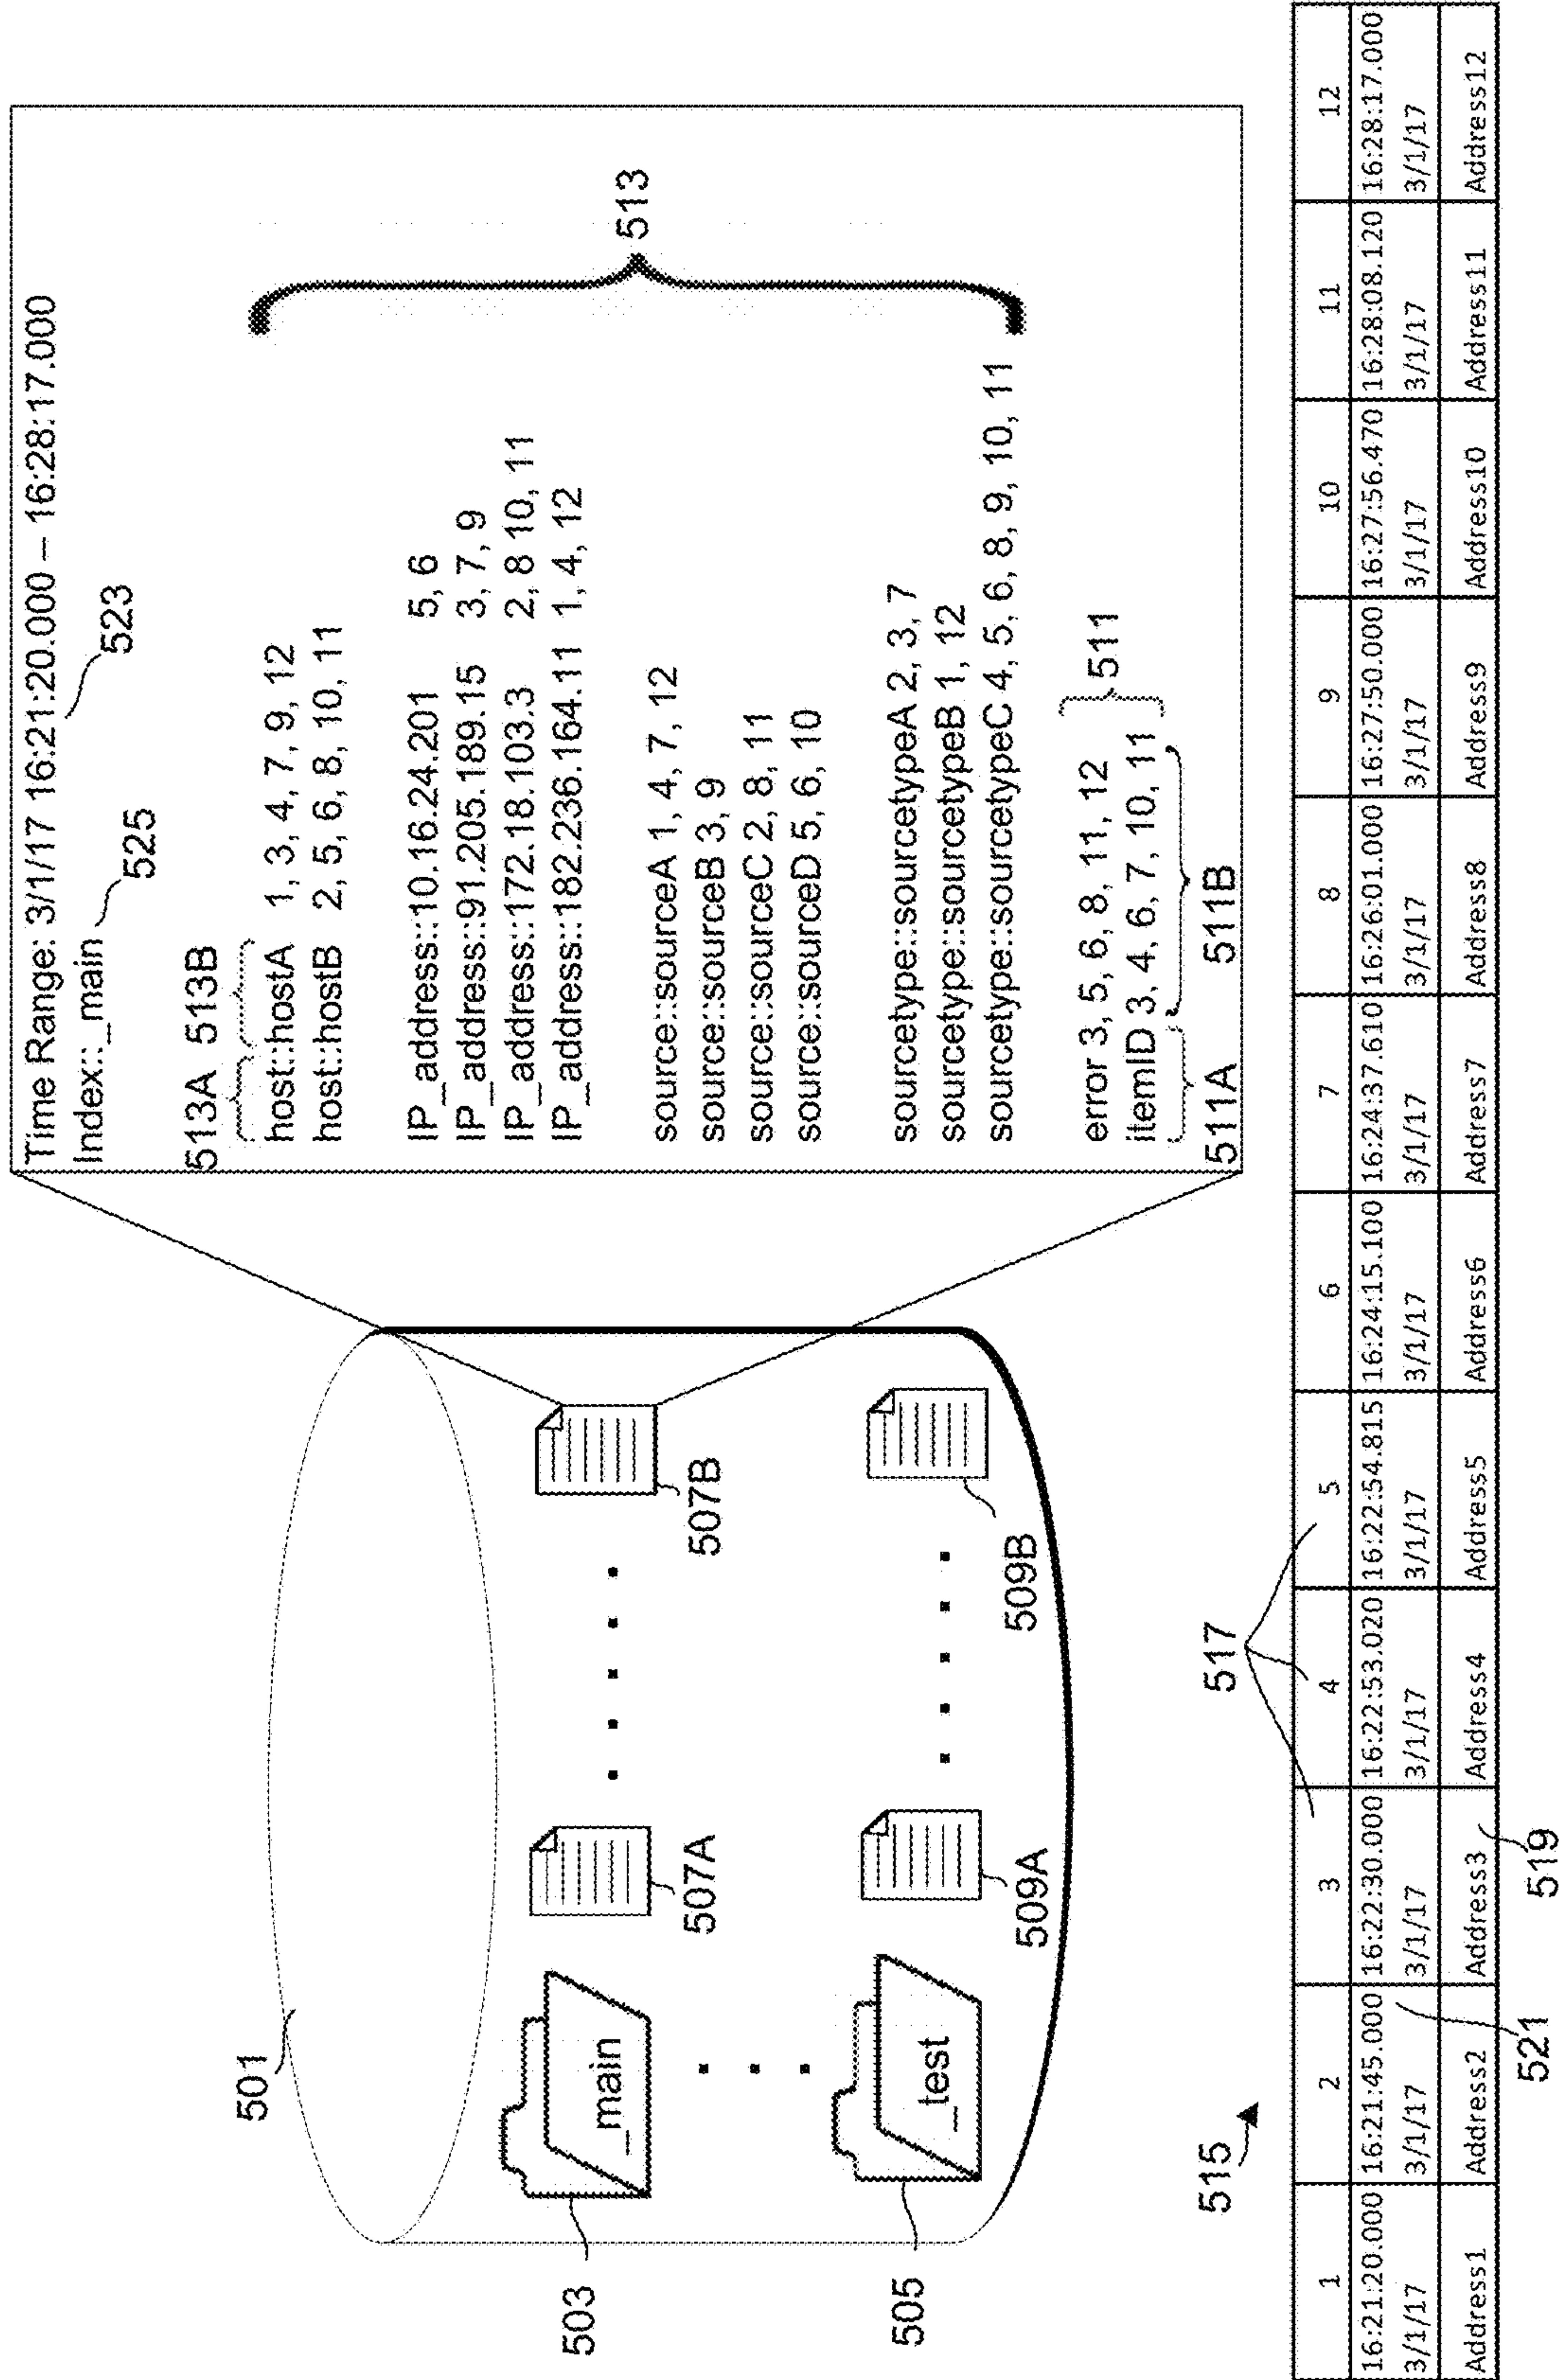 501
503
_main
507A
507B
505
_test
509A
509B
Time Range: 3/1/17 16:21:20.000 – 16:28:17.000
523
Index::_main
525
513A 513B
host::hostA 1, 3, 4, 7, 9, 12
host::hostB 2, 5, 6, 8, 10, 11
IP_address::10.16.24.201 5, 6
IP_address::91.205.189.15 3, 7, 9
IP_address::172.18.103.3 2, 8 10, 11
IP_address::182.236.164.11 1, 4, 12
513
source::sourceA 1, 4, 7, 12
source::sourceB 3, 9
source::sourceC 2, 8, 11
source::sourceD 5, 6, 10
sourcetype::sourcetypeA 2, 3, 7
sourcetype::sourcetypeB 1, 12
sourcetype::sourcetypeC 4, 5, 6, 8, 9, 10, 11
error 3, 5, 6, 8, 11, 12
itemID 3, 4, 6, 7, 10, 11
511
511A 511B
515
517
1 2 3 4 5 6 7 8 9 10 11 12
16:21:20.000 16:21:45.000 16:22:30.000 16:22:53.020 16:22:54.815 16:24:15.100 16:24:37.610 16:26:01.000 16:27:50.000 16:27:56.470 16:28:08.120 16:28:17.000
3/1/17 3/1/17 3/1/17 3/1/17 3/1/17 3/1/17 3/1/17 3/1/17 3/1/17 3/1/17 3/1/17 3/1/17
Address1 Address2 Address3 Address4 Address5 Address6 Address7 Address8 Address9 Address10 Address11 Address12
521
519